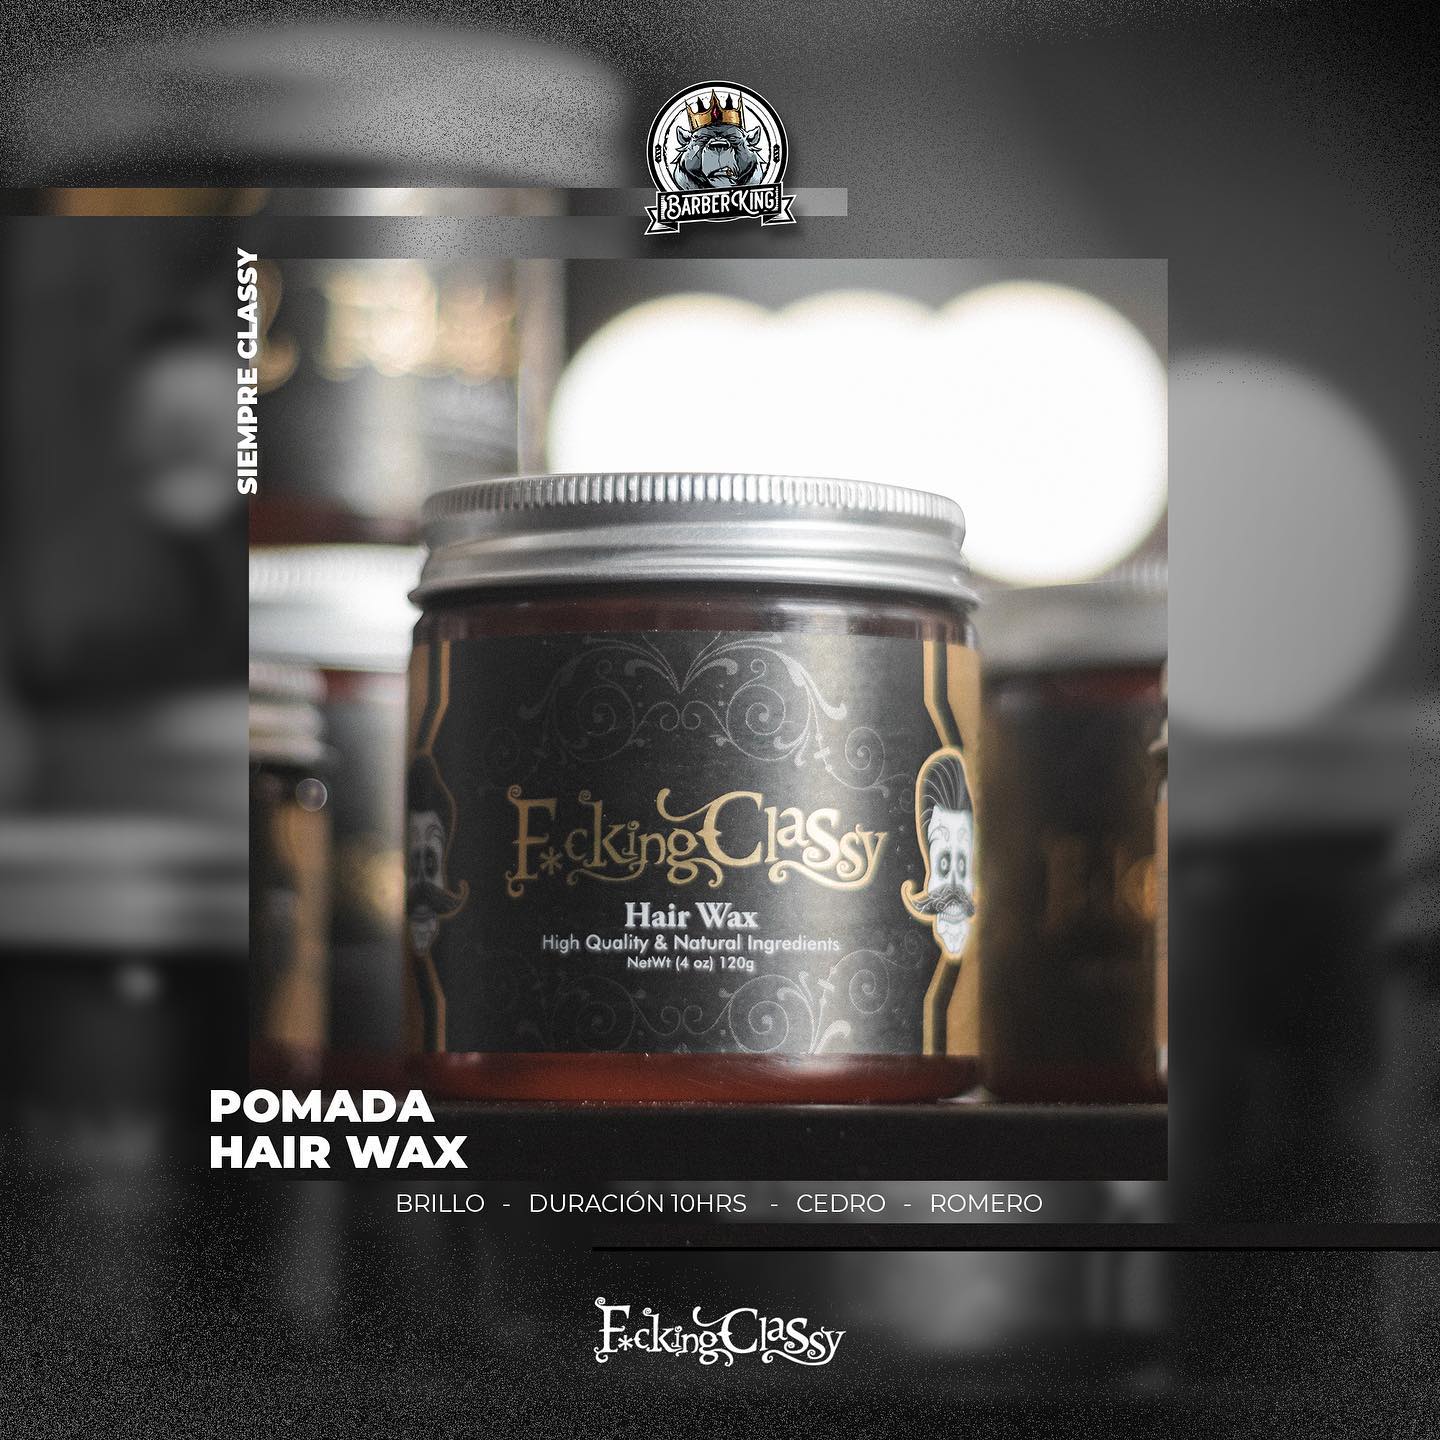 BARBER KING
SIEMPRE CLASSY
F*cking Classy
Hair Wax
High Quality & Natural Ingredients
NetWt (4 oz) 120g
POMADA
HAIR WAX
BRILLO - DURACIÓN 10HRS - CEDRO - ROMERO
F*cking Classy